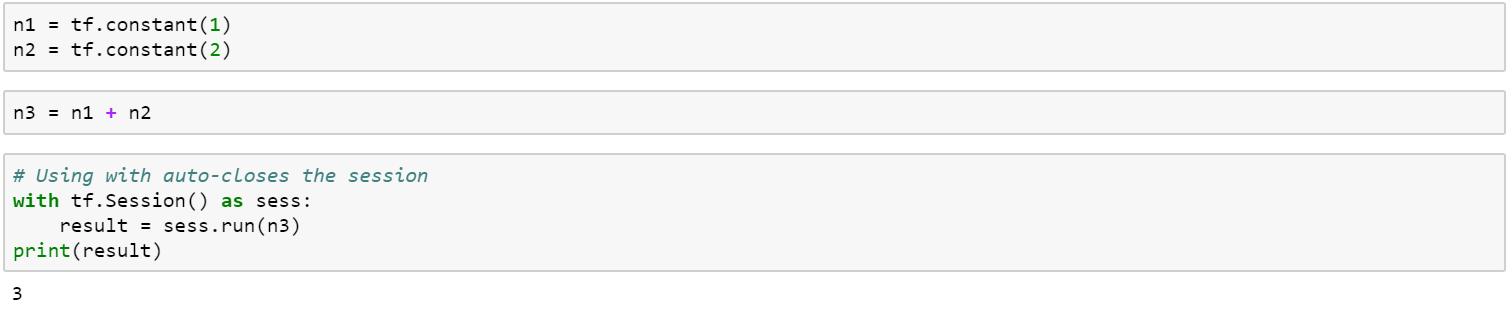 n1 = tf.constant(1)
n2 = tf.constant(2)
n3 = n1 + n2
# Using with auto-closes the session
with tf.Session() as sess:
    result = sess.run(n3)
print(result)
3